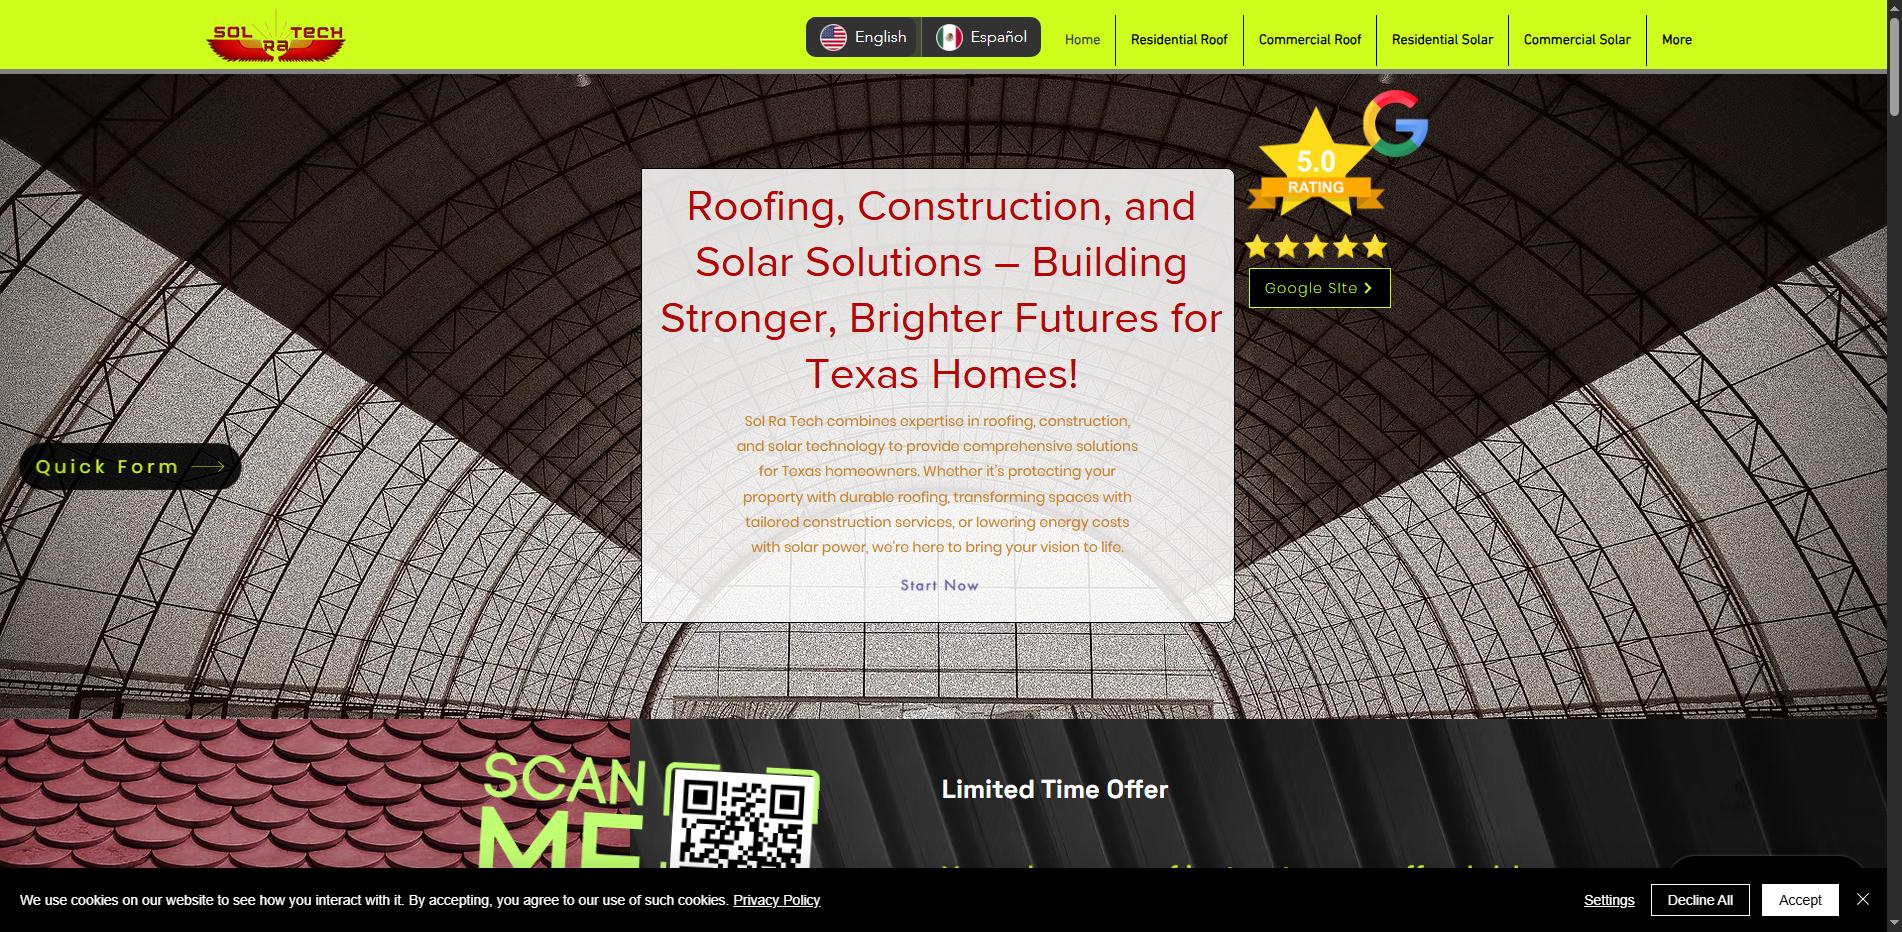 SOL RA TECH
English
Español
Home
Residential Roof
Commercial Roof
Residential Solar
Commercial Solar
More
5.0
RATING
Google SIte
Roofing, Construction, and
Solar Solutions – Building
Stronger, Brighter Futures for
Texas Homes!
Sol Ra Tech combines expertise in roofing, construction,
and solar technology to provide comprehensive solutions
for Texas homeowners. Whether it's protecting your
property with durable roofing, transforming spaces with
tailored construction services, or lowering energy costs
with solar power, we're here to bring your vision to life.
Start Now
Quick Form
SCAN
ME
Limited Time Offer
We use cookies on our website to see how you interact with it. By accepting, you agree to our use of such cookies. Privacy Policy
Settings
Decline All
Accept